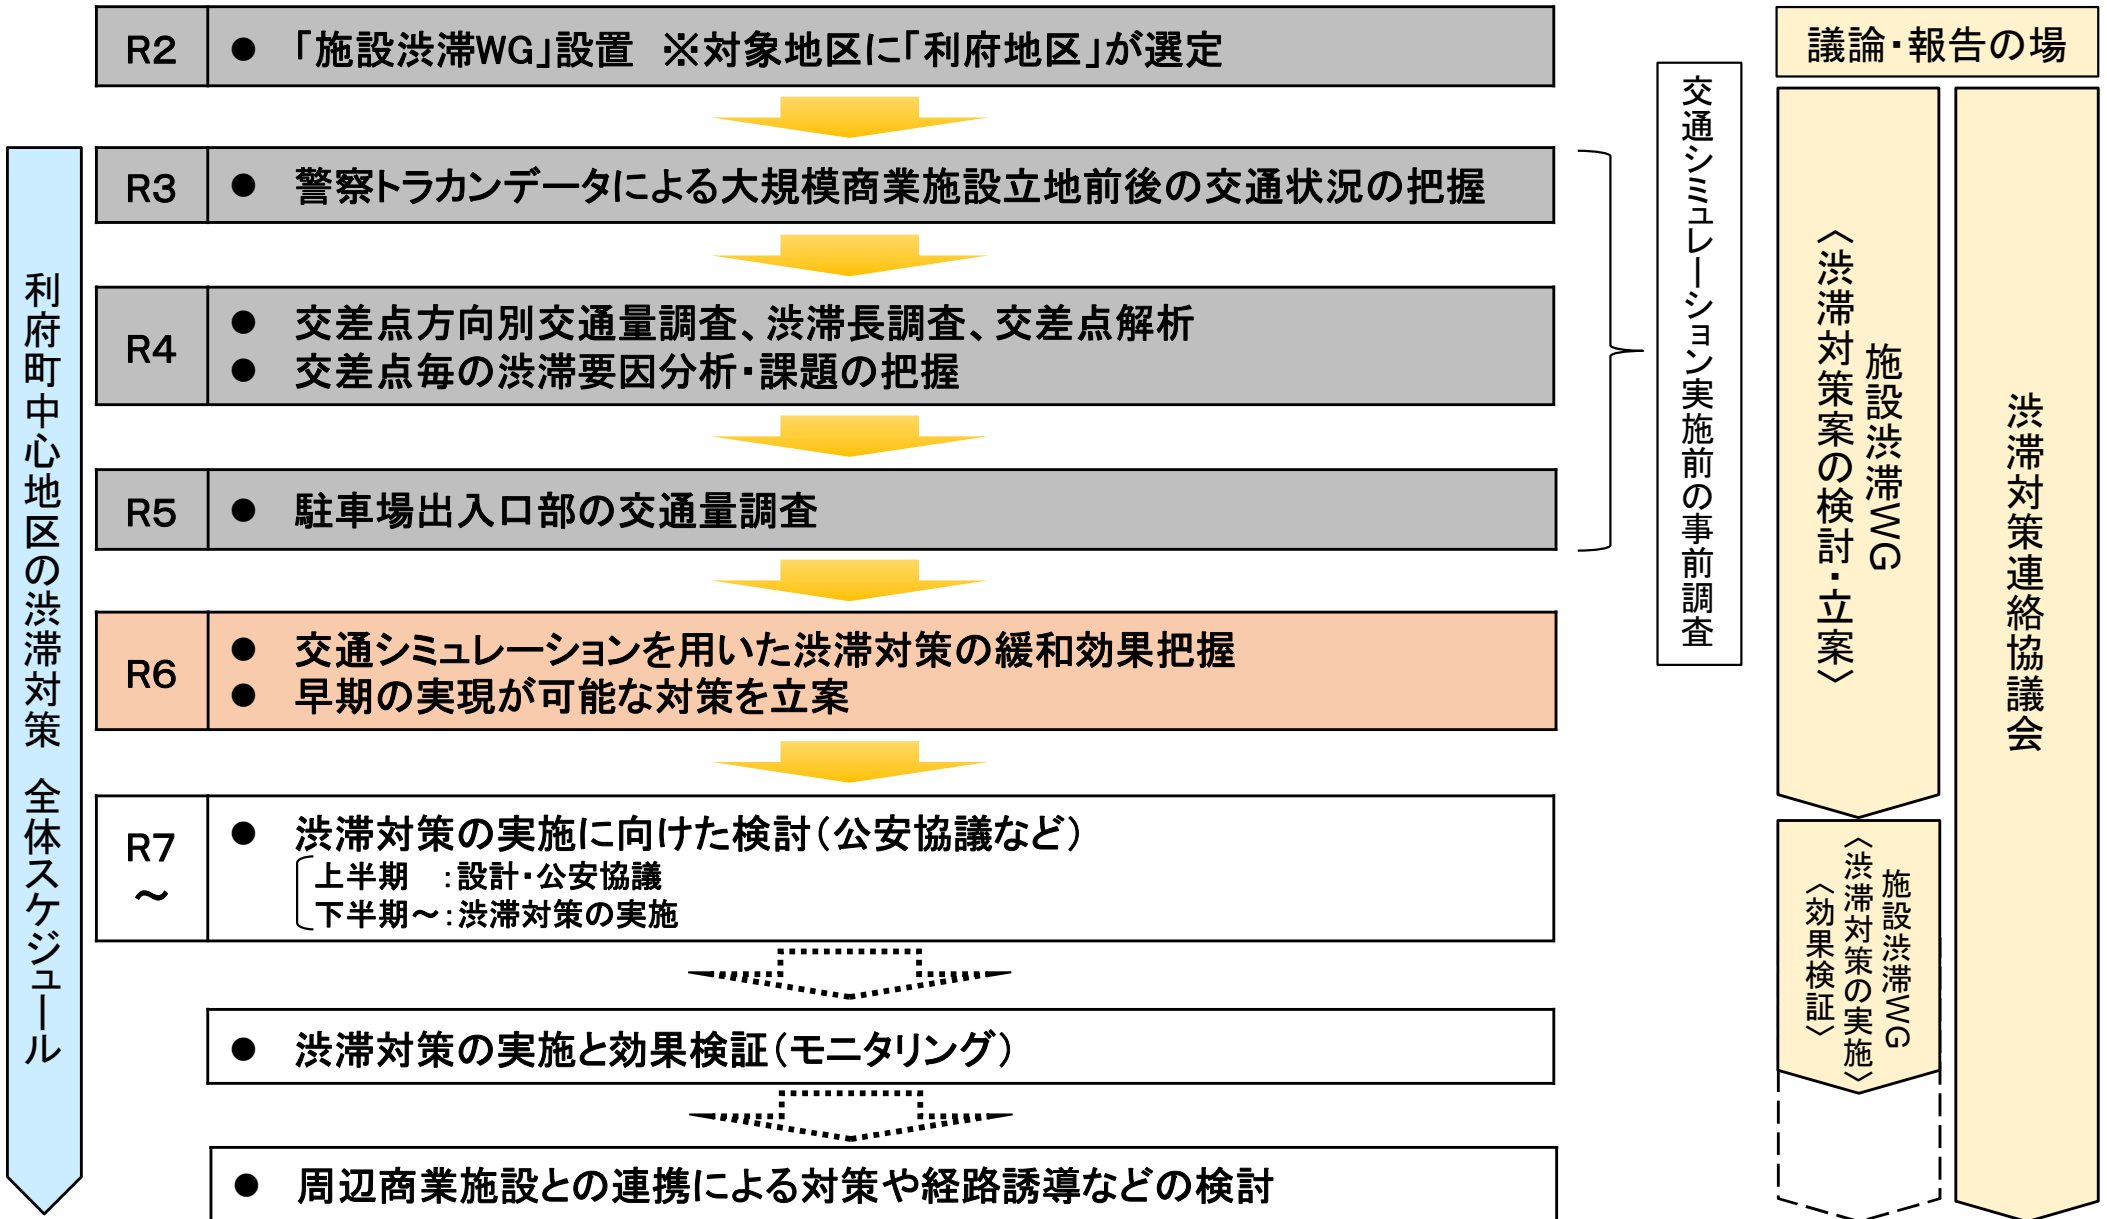 R2
● 「施設渋滞WG」設置　※対象地区に「利府地区」が選定
R3
● 警察トラカンデータによる大規模商業施設立地前後の交通状況の把握
R4
● 交差点方向別交通量調査、渋滞長調査、交差点解析
● 交差点毎の渋滞要因分析・課題の把握
R5
● 駐車場出入口部の交通量調査
R6
● 交通シミュレーションを用いた渋滞対策の緩和効果把握
● 早期の実現が可能な対策を立案
R7
～
● 渋滞対策の実施に向けた検討（公安協議など）
上半期　：設計・公安協議
下半期～：渋滞対策の実施
● 渋滞対策の実施と効果検証（モニタリング）
● 周辺商業施設との連携による対策や経路誘導などの検討
利府町中心地区の渋滞対策　全体スケジュール
交通シミュレーション実施前の事前調査
議論・報告の場
施設渋滞WG
〈渋滞対策案の検討・立案〉
施設渋滞WG
〈渋滞対策の実施〉
〈効果検証〉
渋滞対策連絡協議会